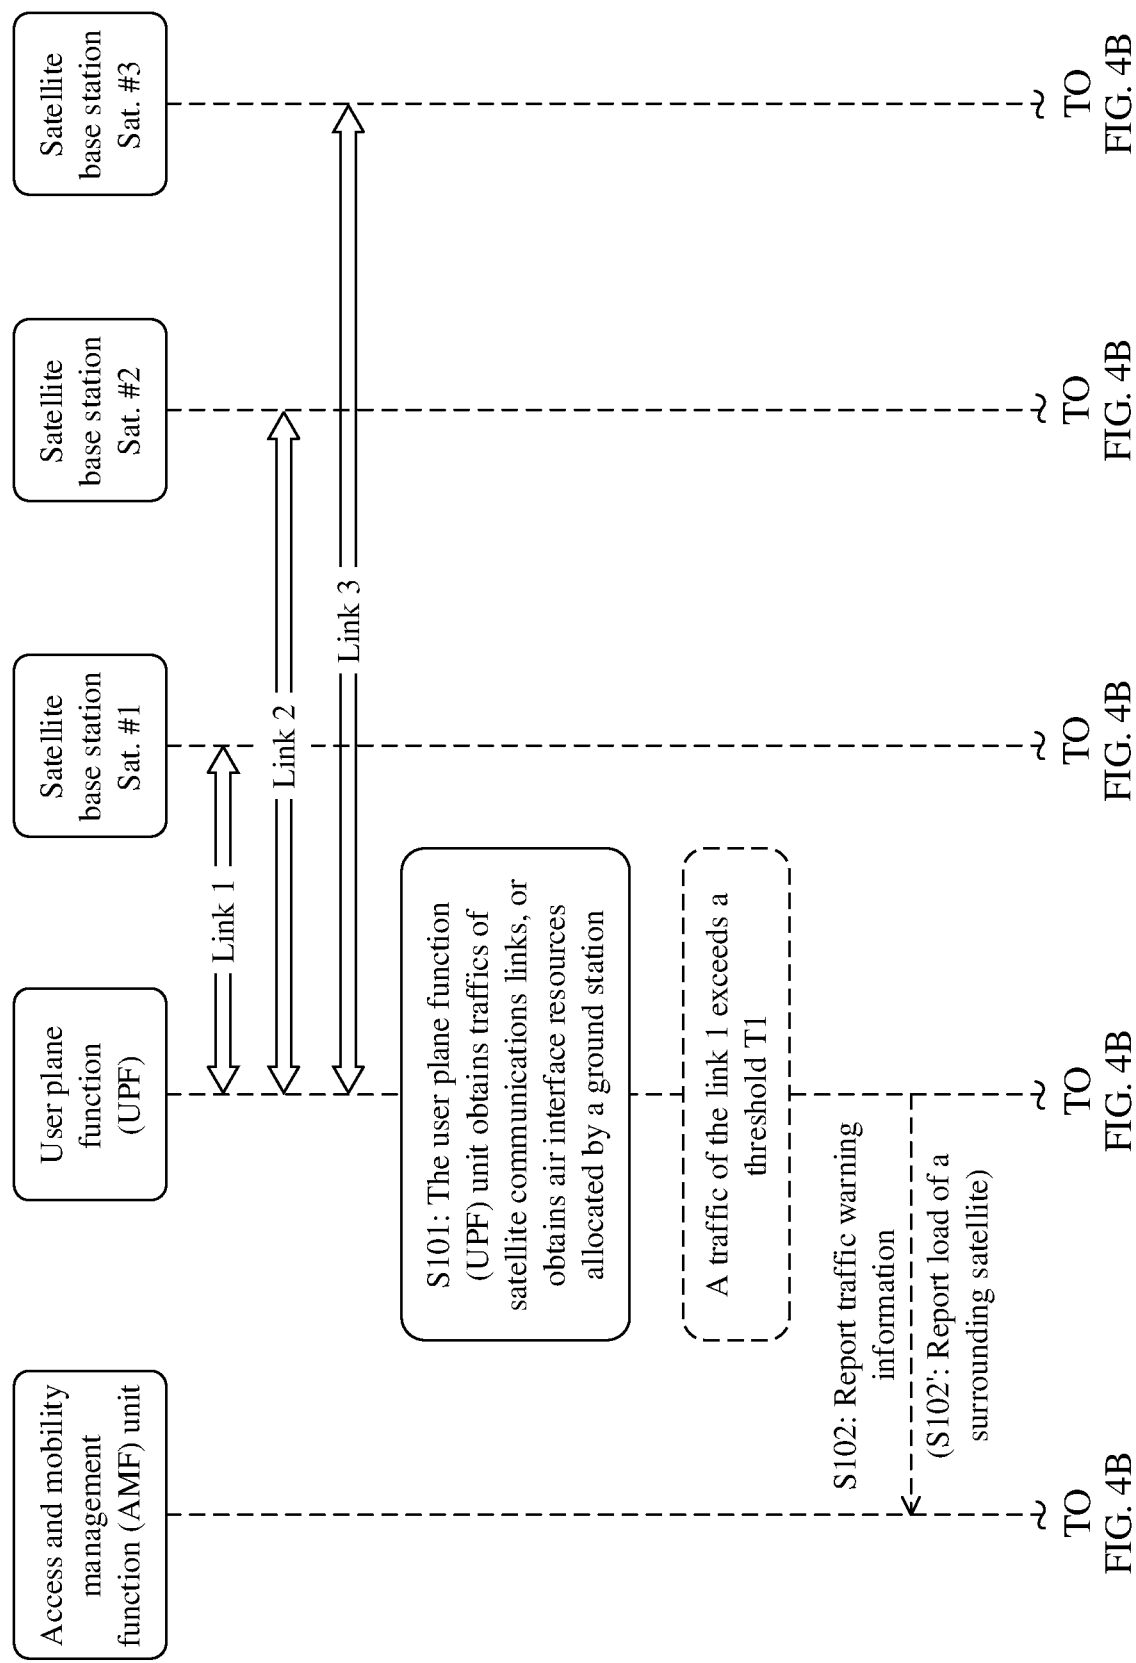 Access and mobility
management
function (AMF) unit
User plane
function
(UPF)
Satellite
base station
Sat. #1
Satellite
base station
Sat. #2
Satellite
base station
Sat. #3
Link 1
Link 2
Link 3
S101: The user plane function
(UPF) unit obtains traffics of
satellite communications links, or
obtains air interface resources
allocated by a ground station
A traffic of the link 1 exceeds a
threshold T1
S102: Report traffic warning
information
(S102': Report load of a
surrounding satellite)
TO
FIG. 4B
TO
FIG. 4B
TO
FIG. 4B
TO
FIG. 4B
TO
FIG. 4B